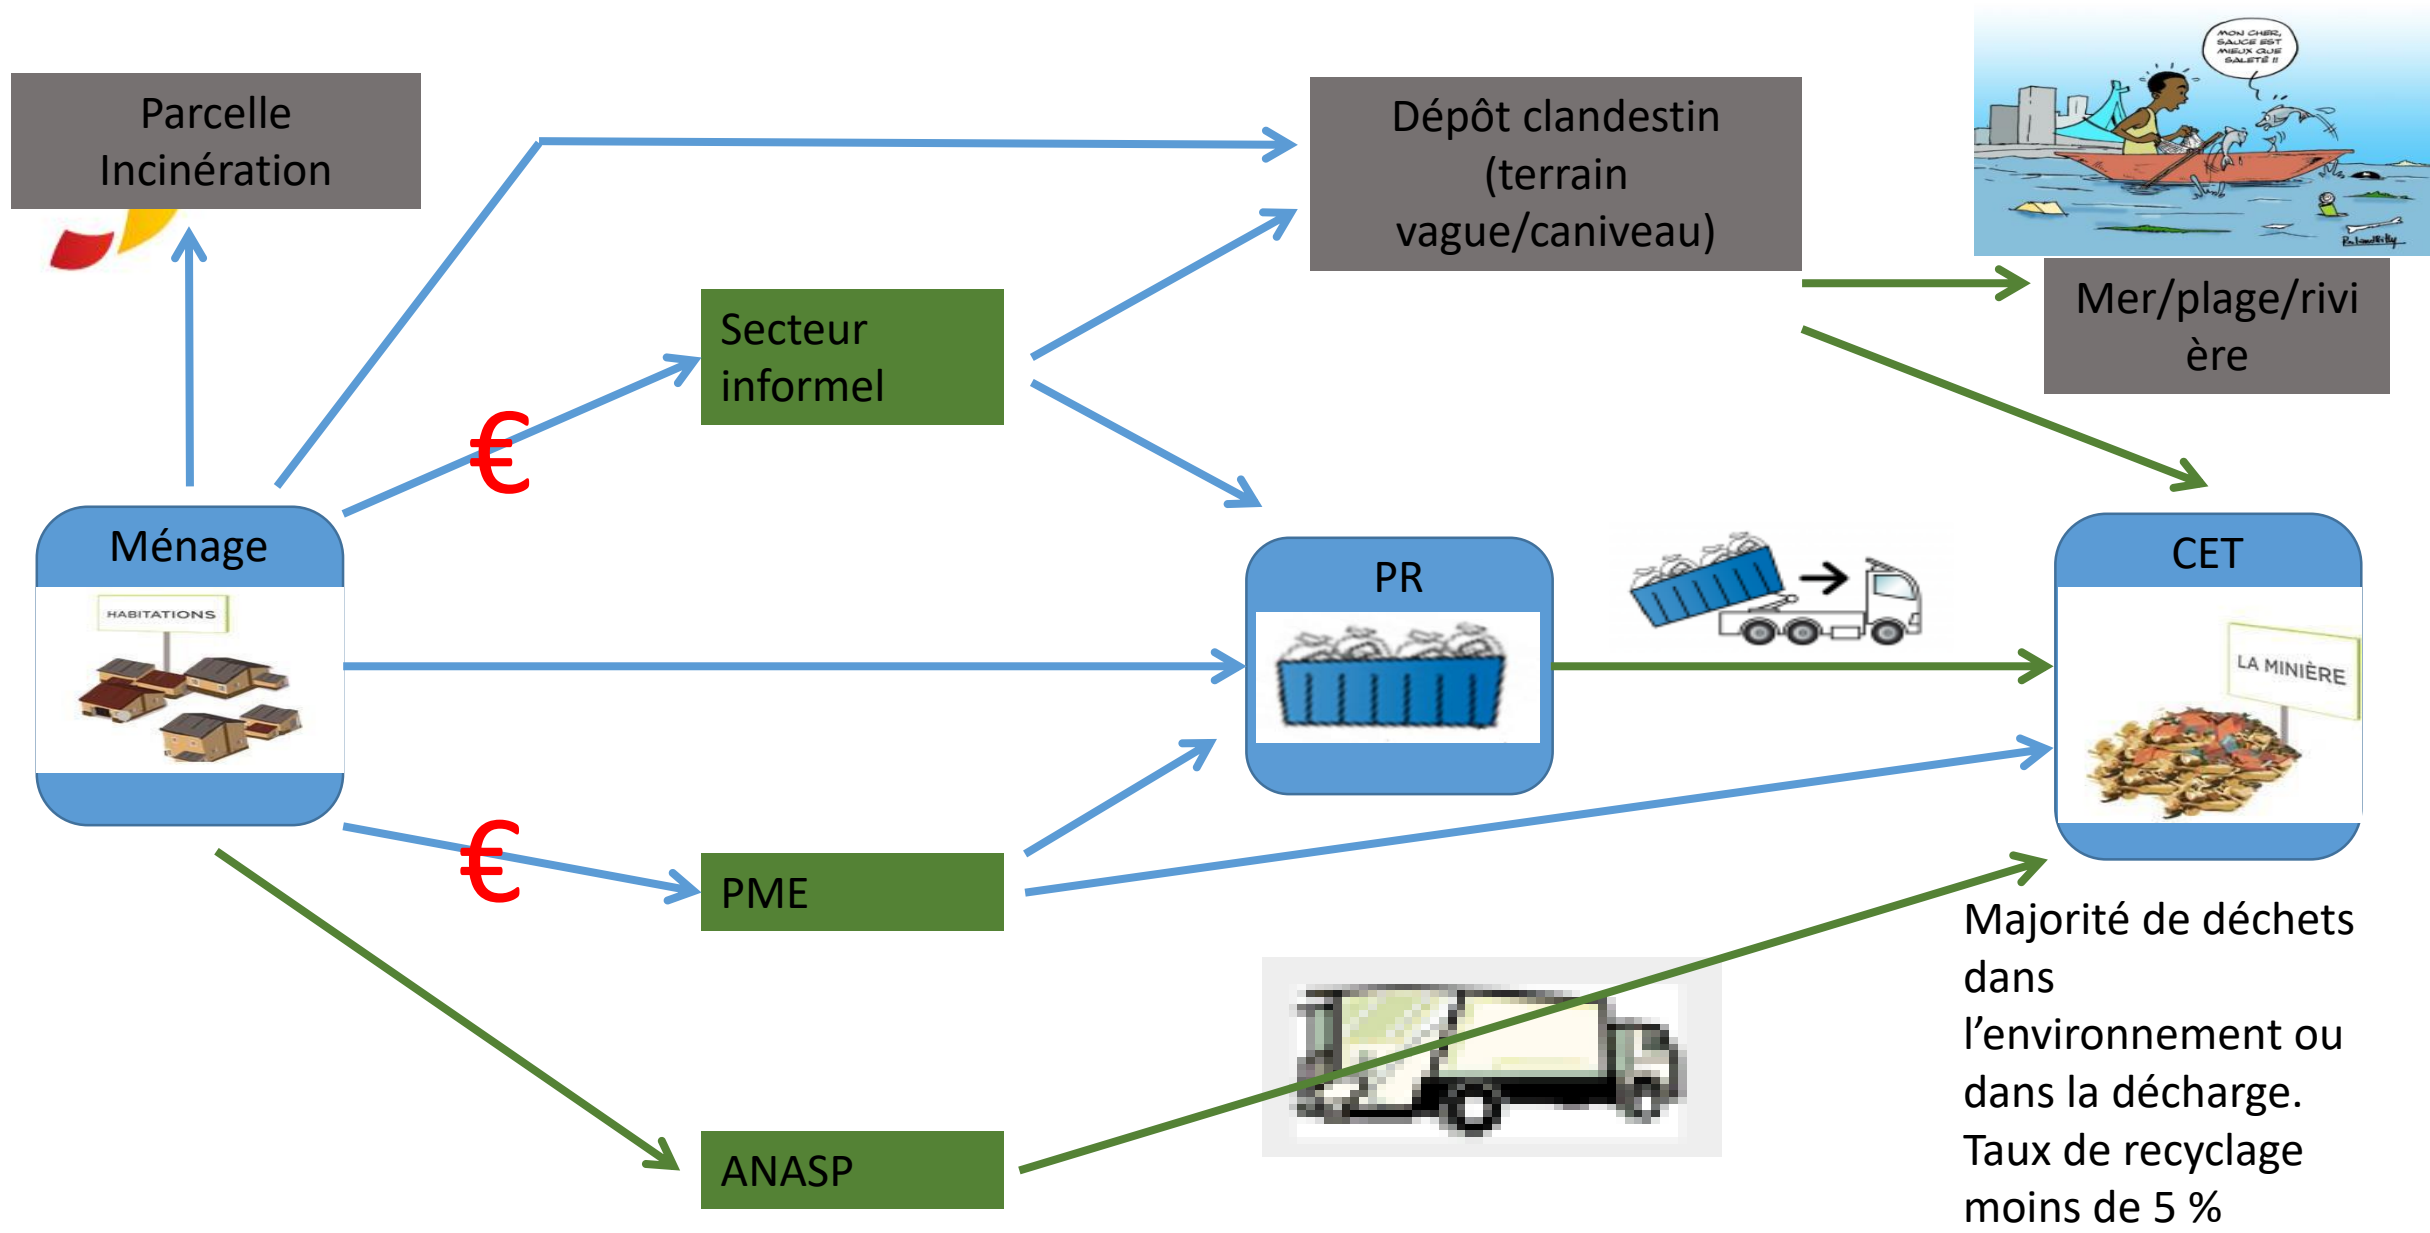 Parcelle
Incinération
Dépôt clandestin
(terrain
vague/caniveau)
MON CHER,
SAUCE EST
MIEUX QUE
SALETÉ !!
Mer/plage/rivi
ère
Secteur
informel
€
Ménage
HABITATIONS
PR
CET
LA MINIÈRE
€
PME
ANASP
Majorité de déchets
dans
l’environnement ou
dans la décharge.
Taux de recyclage
moins de 5 %